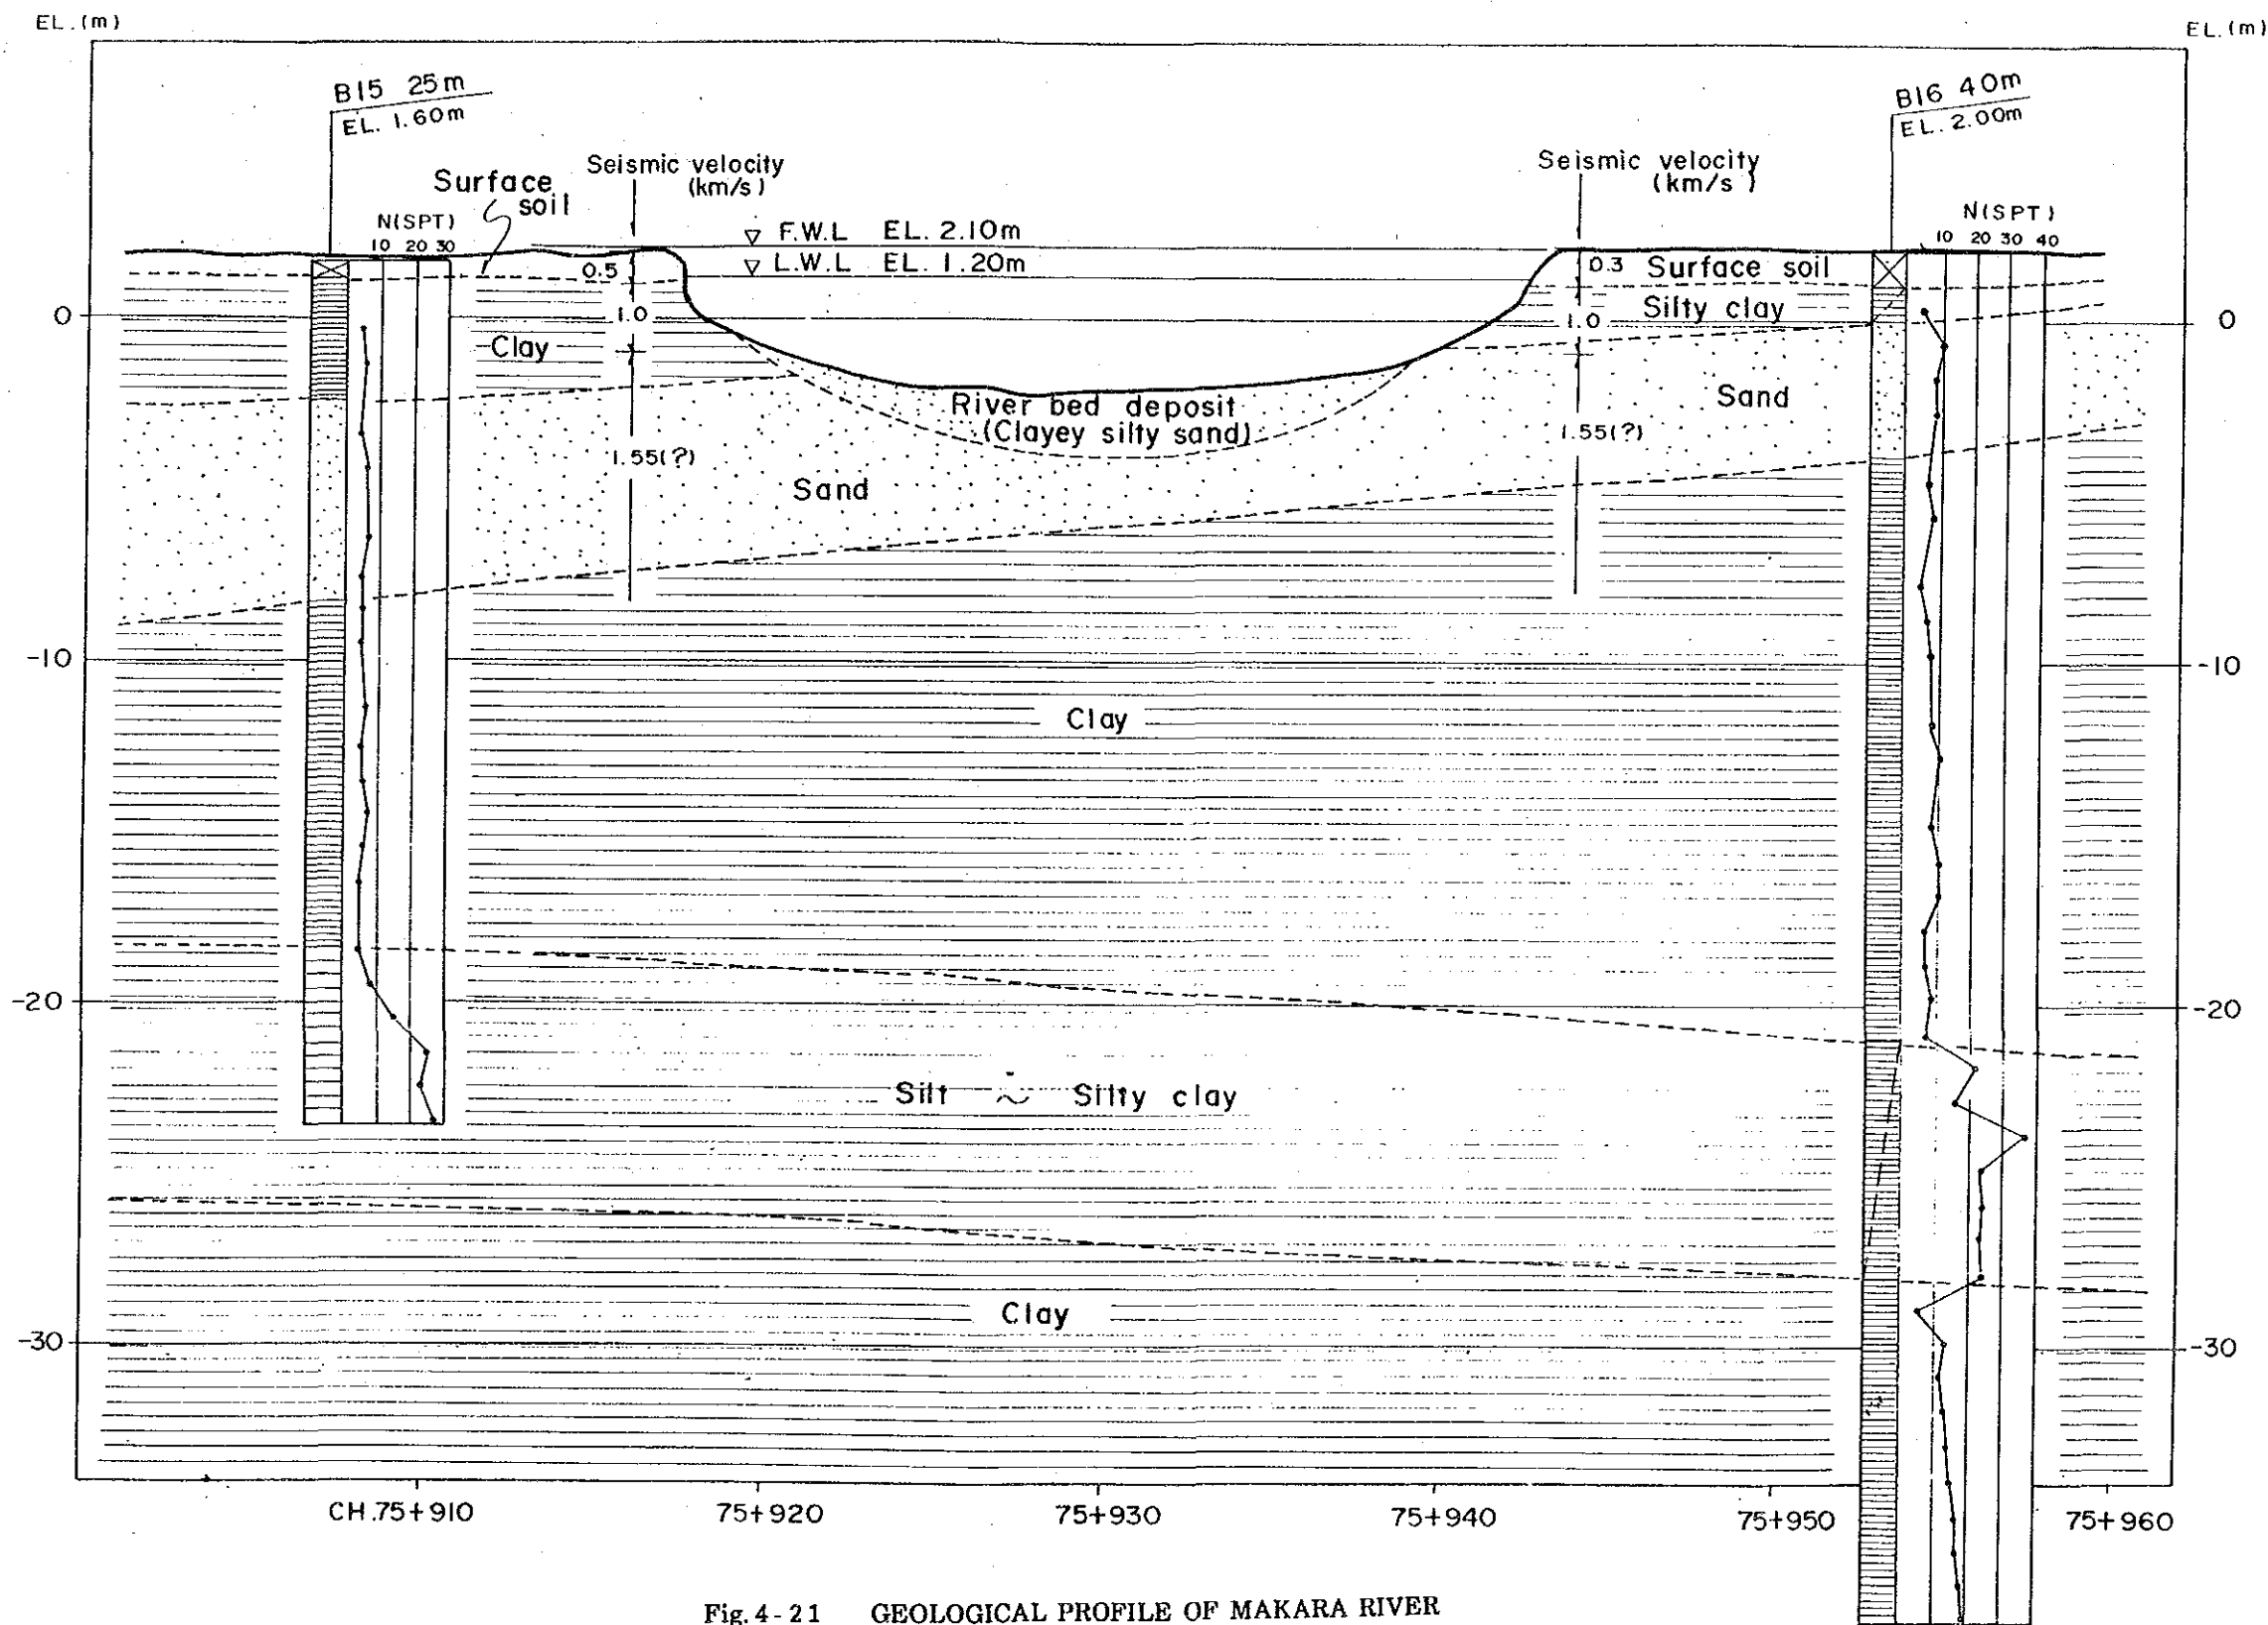 EL.(m)
EL.(m)
B15 25m
EL. 1.60m
B16 40m
EL. 2.00m
Seismic velocity
(km/s)
Seismic velocity
(km/s)
Surface
soil
N(SPT)
10 20 30
N(SPT)
10 20 30 40
F.W.L EL. 2.10m
L.W.L EL. 1.20m
0.5
0.3 Surface soil
1.0
1.0
Silty clay
0
0
Clay
Sand
River bed deposit
(Clayey silty sand)
1.55(?)
1.55(?)
Sand
-10
-10
Clay
-20
-20
Silt ~ Silty clay
Clay
-30
-30
CH.75+910 75+920 75+930 75+940 75+950 75+960
Fig. 4-21 GEOLOGICAL PROFILE OF MAKARA RIVER